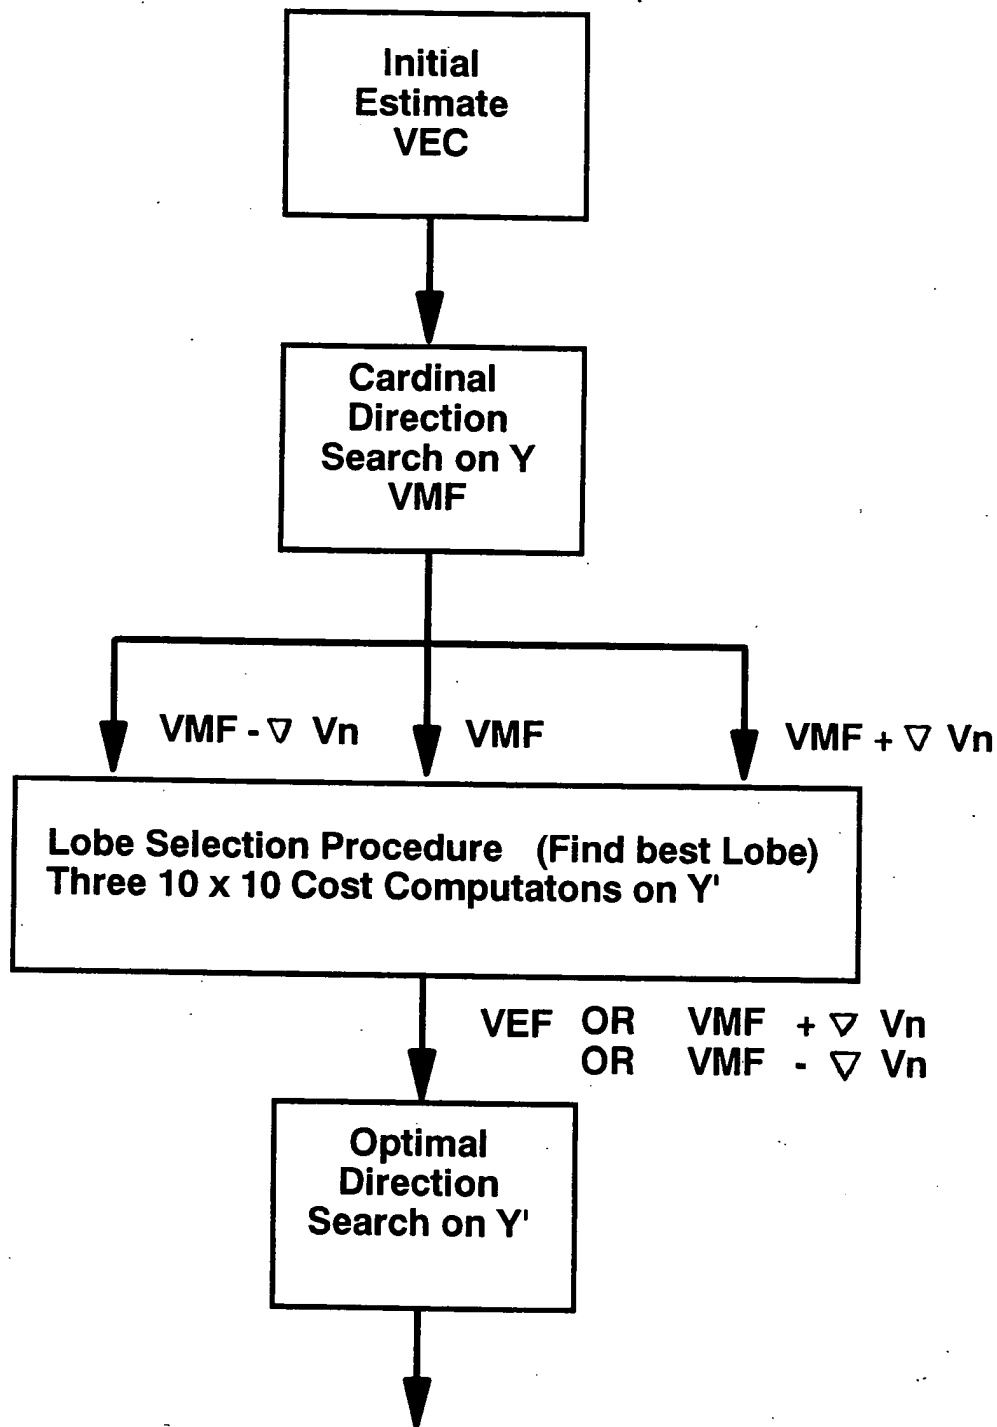 Initial
Estimate
VEC
Cardinal
Direction
Search on Y
VMF
VMF - ▽ Vn
VMF
VMF + ▽ Vn
Lobe Selection Procedure (Find best Lobe)
Three 10 x 10 Cost Computatons on Y'
VEF OR VMF + ▽ Vn
OR VMF - ▽ Vn
Optimal
Direction
Search on Y'